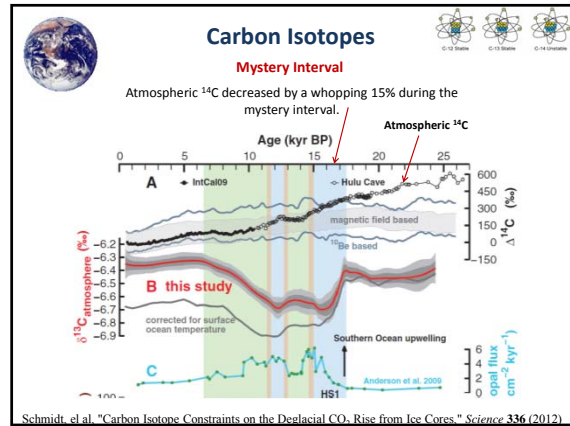 Carbon Isotopes
C-12 Stable
C-13 Stable
C-14 Unstable
Mystery Interval
Atmospheric ¹⁴C decreased by a whopping 15% during the
mystery interval.
Atmospheric ¹⁴C
Age (kyr BP)
0 5 10 15 20 25
A
IntCal09
Hulu Cave
600
450
300
150
0
-150
Δ¹⁴C (‰)
magnetic field based
¹⁰Be based
-6.2
-6.3
-6.4
-6.5
-6.6
-6.7
-6.8
-6.9
δ¹³C atmosphere (‰)
B this study
corrected for surface
ocean temperature
Southern Ocean upwelling
C
6
4
2
0
opal flux
cm⁻² kyr⁻¹
Anderson et al. 2009
HS1
100
Schmidt, el al, "Carbon Isotope Constraints on the Deglacial CO₂ Rise from Ice Cores," Science 336 (2012)